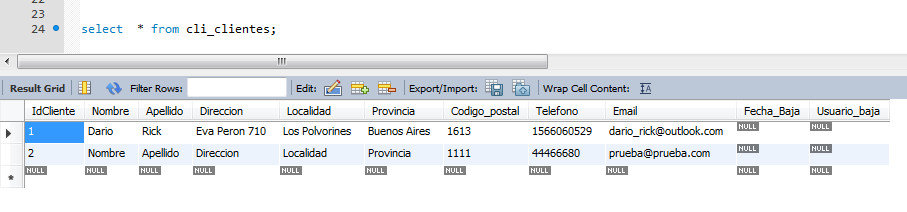 22
23
24 select * from cli_clientes;
Result Grid Filter Rows: Edit: Export/Import: Wrap Cell Content:
IdCliente Nombre Apellido Direccion Localidad Provincia Codigo_postal Telefono Email Fecha_Baja Usuario_baja
1 Dario Rick Eva Peron 710 Los Polvorines Buenos Aires 1613 1566060529 dario_rick@outlook.com NULL NULL
2 Nombre Apellido Direccion Localidad Provincia 1111 44466680 prueba@prueba.com NULL NULL
* NULL NULL NULL NULL NULL NULL NULL NULL NULL NULL NULL